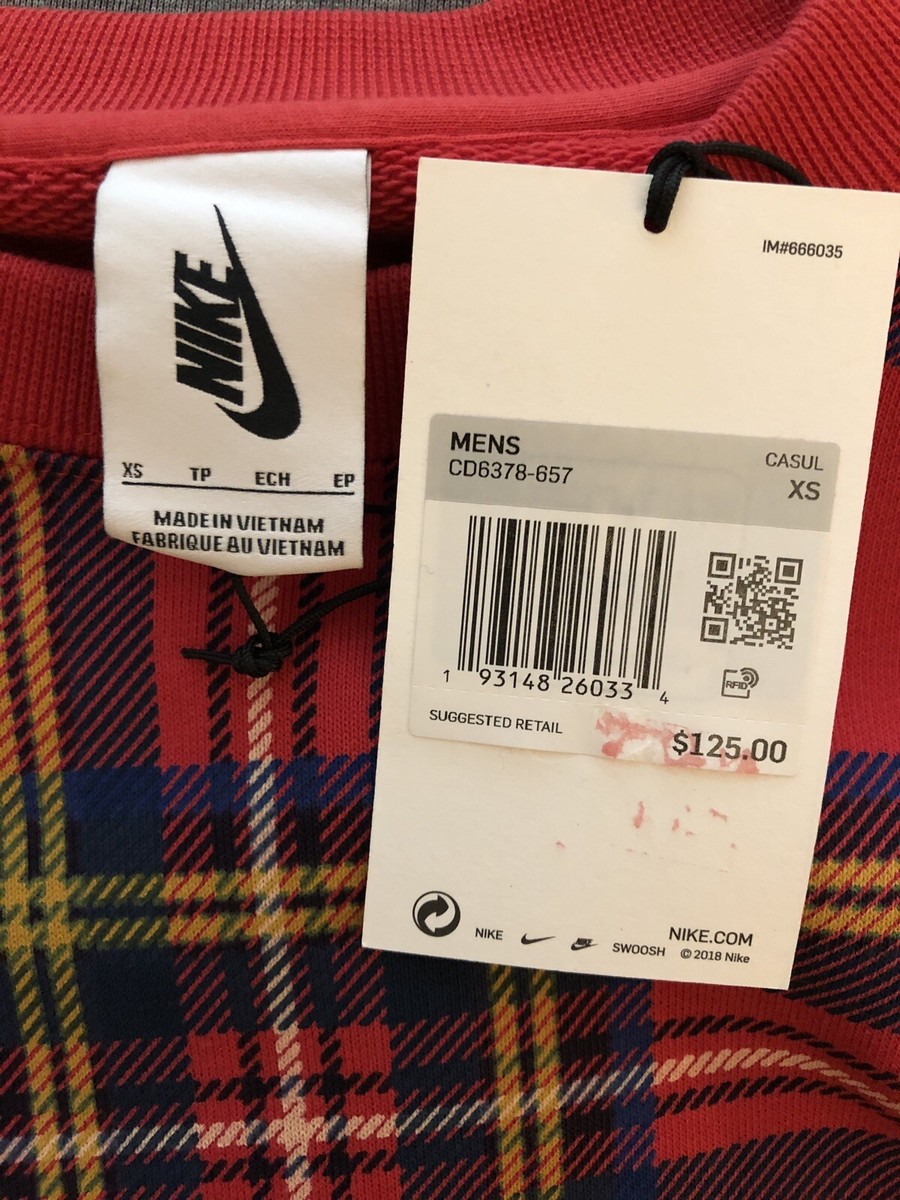 NIKE
XS TP ECH EP
MADE IN VIETNAM
FABRIQUE AU VIETNAM
IM#666035
MENS
CD6378-657
CASUL
XS
1 93148 26033 4
RFID
SUGGESTED RETAIL
$125.00
NIKE
SWOOSH
NIKE.COM
© 2018 Nike